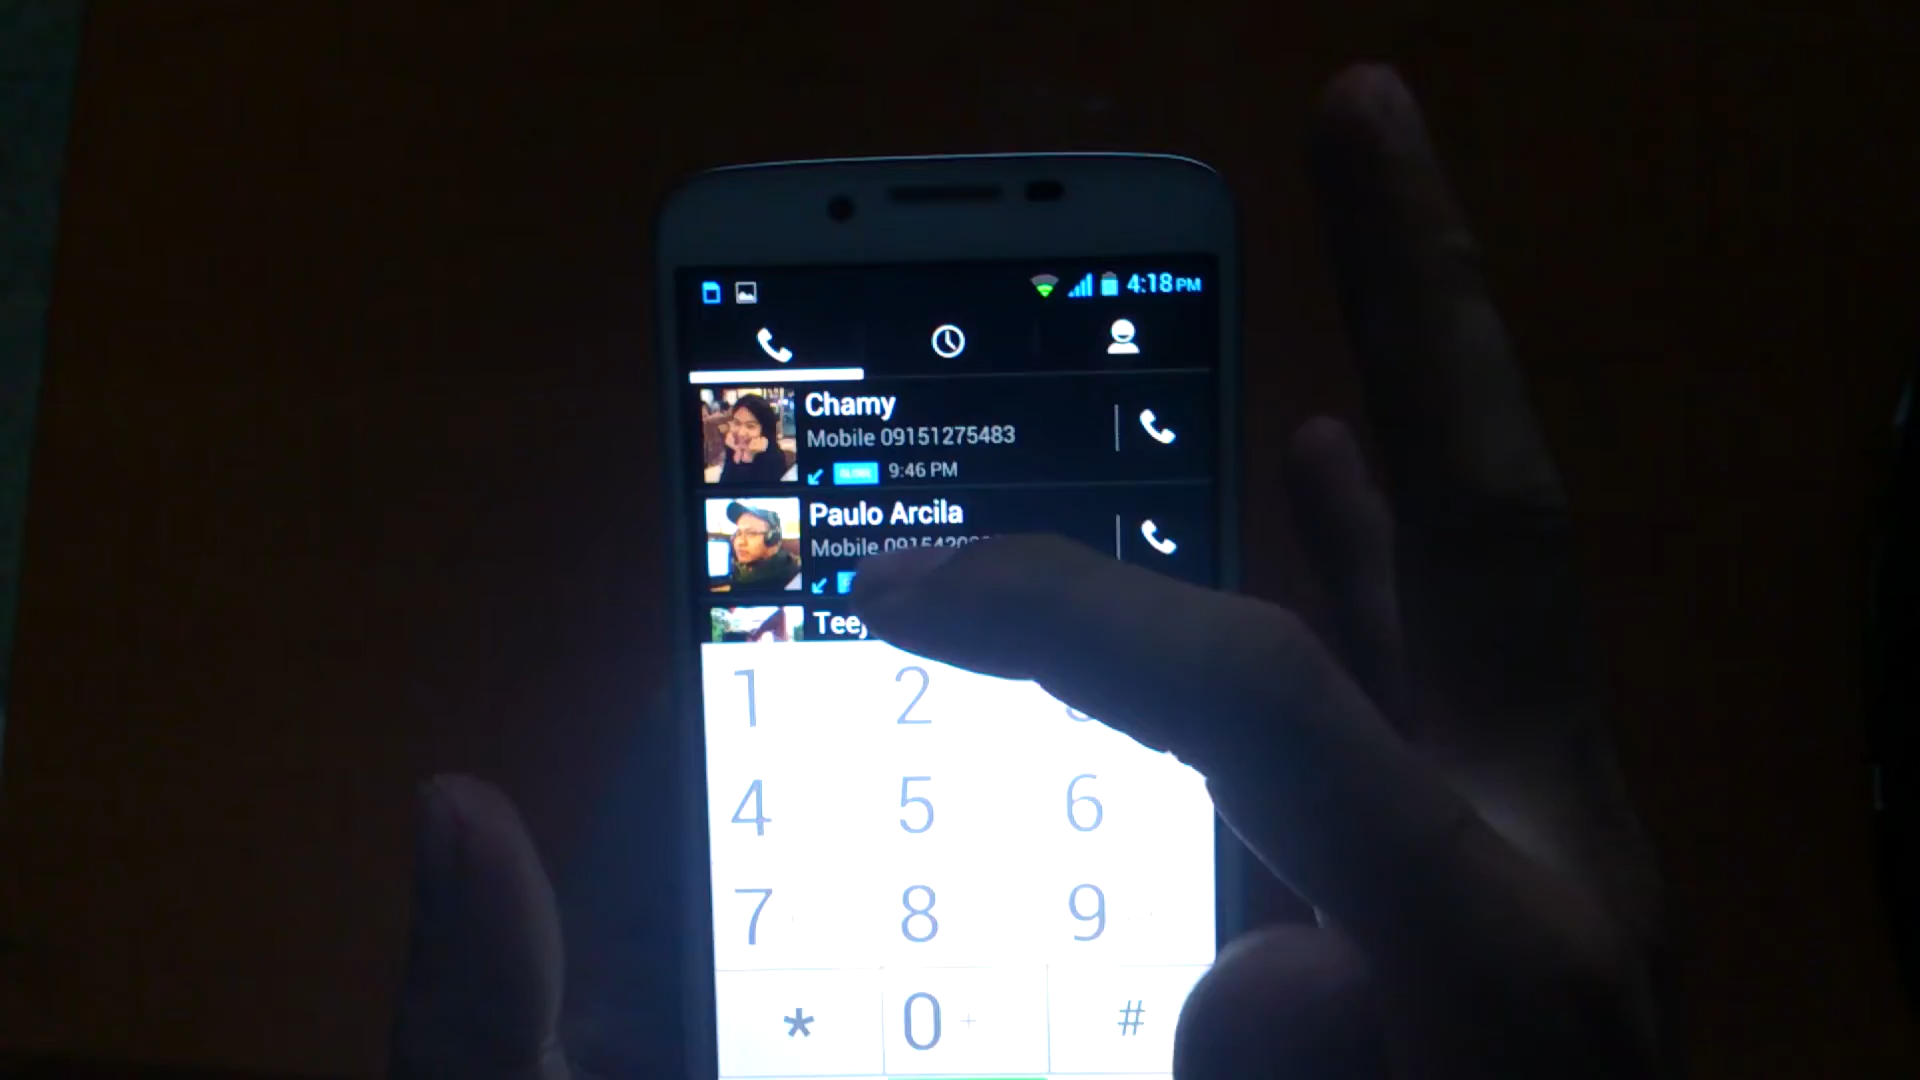 4:18 PM
Chamy
Mobile 09151275483
9:46 PM
Paulo Arcila
Mobile
1 2
4 5 6
7 8 9
* 0 + #